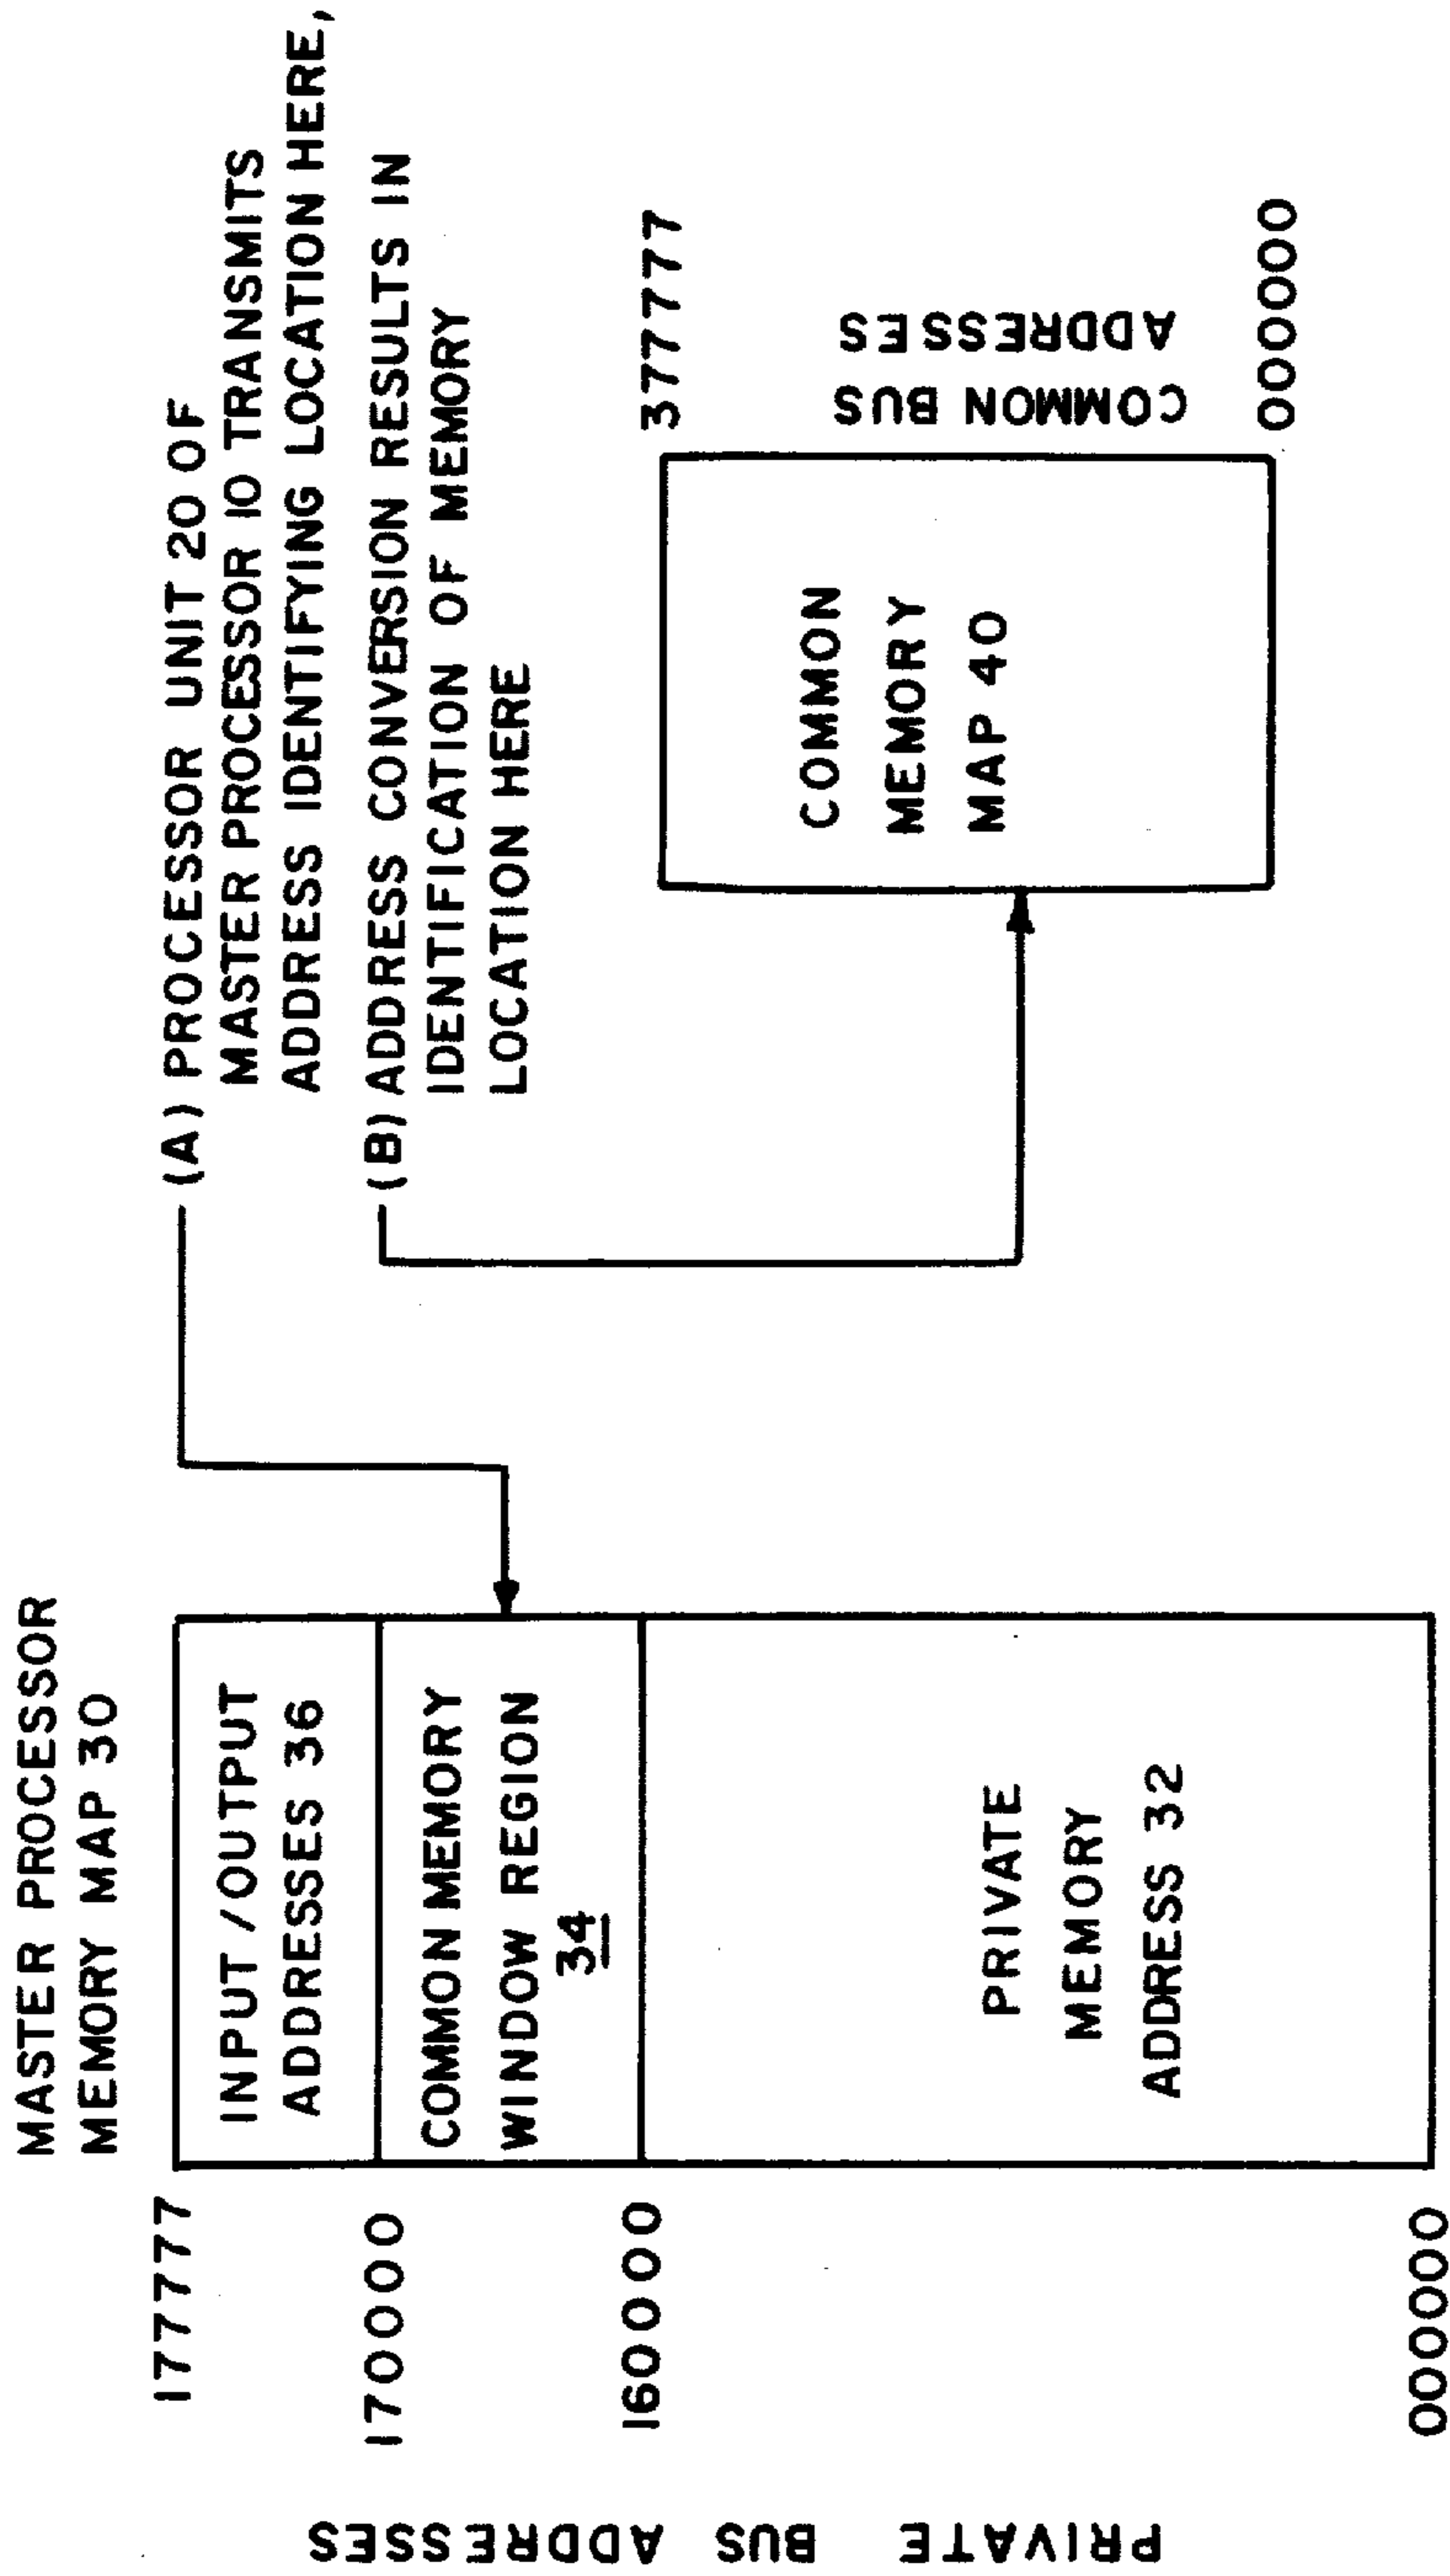 MASTER PROCESSOR
MEMORY MAP 30
PRIVATE BUS ADDRESSES
177777
170000
160000
000000
INPUT/OUTPUT
ADDRESSES 36
COMMON MEMORY
WINDOW REGION
34
PRIVATE
MEMORY
ADDRESS 32
(A) PROCESSOR UNIT 20 OF
MASTER PROCESSOR 10 TRANSMITS
ADDRESS IDENTIFYING LOCATION HERE,
(B) ADDRESS CONVERSION RESULTS IN
IDENTIFICATION OF MEMORY
LOCATION HERE
COMMON
MEMORY
MAP 40
377777
COMMON BUS
ADDRESSES
000000